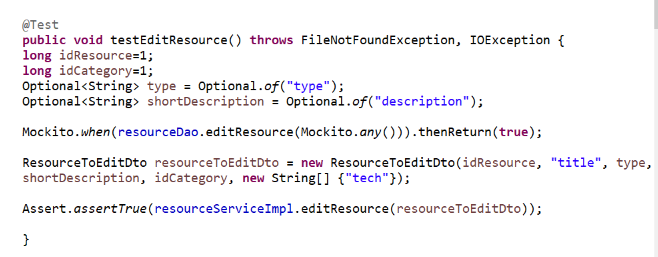 @Test
public void testEditResource() throws FileNotFoundException, IOException {
long idResource=1;
long idCategory=1;
Optional<String> type = Optional.of("type");
Optional<String> shortDescription = Optional.of("description");
Mockito.when(resourceDao.editResource(Mockito.any())).thenReturn(true);
ResourceToEditDto resourceToEditDto = new ResourceToEditDto(idResource, "title", type,
shortDescription, idCategory, new String[] {"tech"});
Assert.assertTrue(resourceServiceImpl.editResource(resourceToEditDto));
}